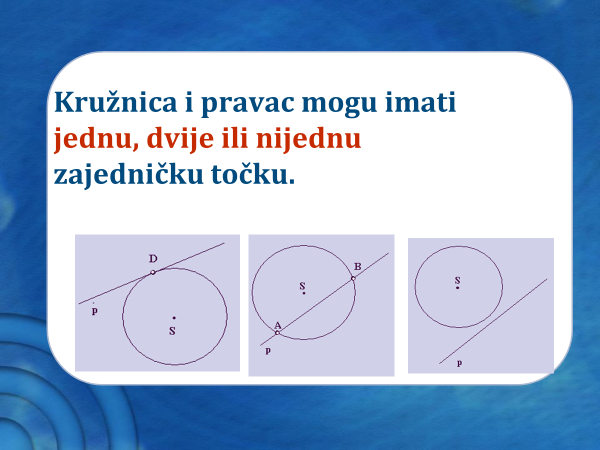 Kružnica i pravac mogu imati
jednu, dvije ili nijednu
zajedničku točku.
D
p
S
S
B
A
p
S
p